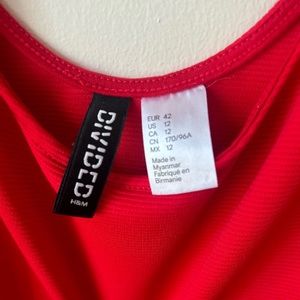 DIVIDED
H&M
EUR 42
US 12
CA 12
CN 170/96A
MX 12
Made in
Myanmar
Fabriqué en
Birmanie